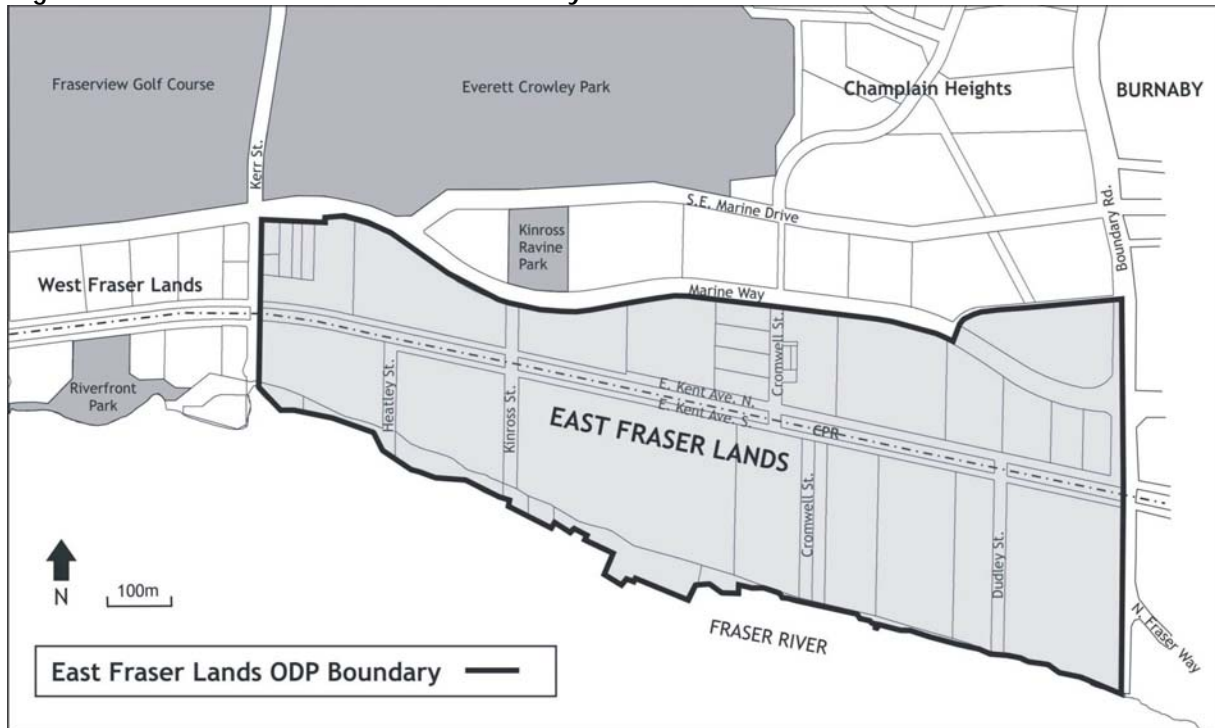 Fraserview Golf Course
Everett Crowley Park
Champlain Heights
BURNABY
Kerr St.
S.E. Marine Drive
Boundary Rd.
Kinross
Ravine
Park
West Fraser Lands
Marine Way
Cromwell St.
Riverfront
Park
Heatley St.
Kinross St.
E. Kent Ave. N.
E. Kent Ave. S.
CPR
EAST FRASER LANDS
Cromwell St.
Dudley St.
N
100m
FRASER RIVER
N. Fraser Way
East Fraser Lands ODP Boundary